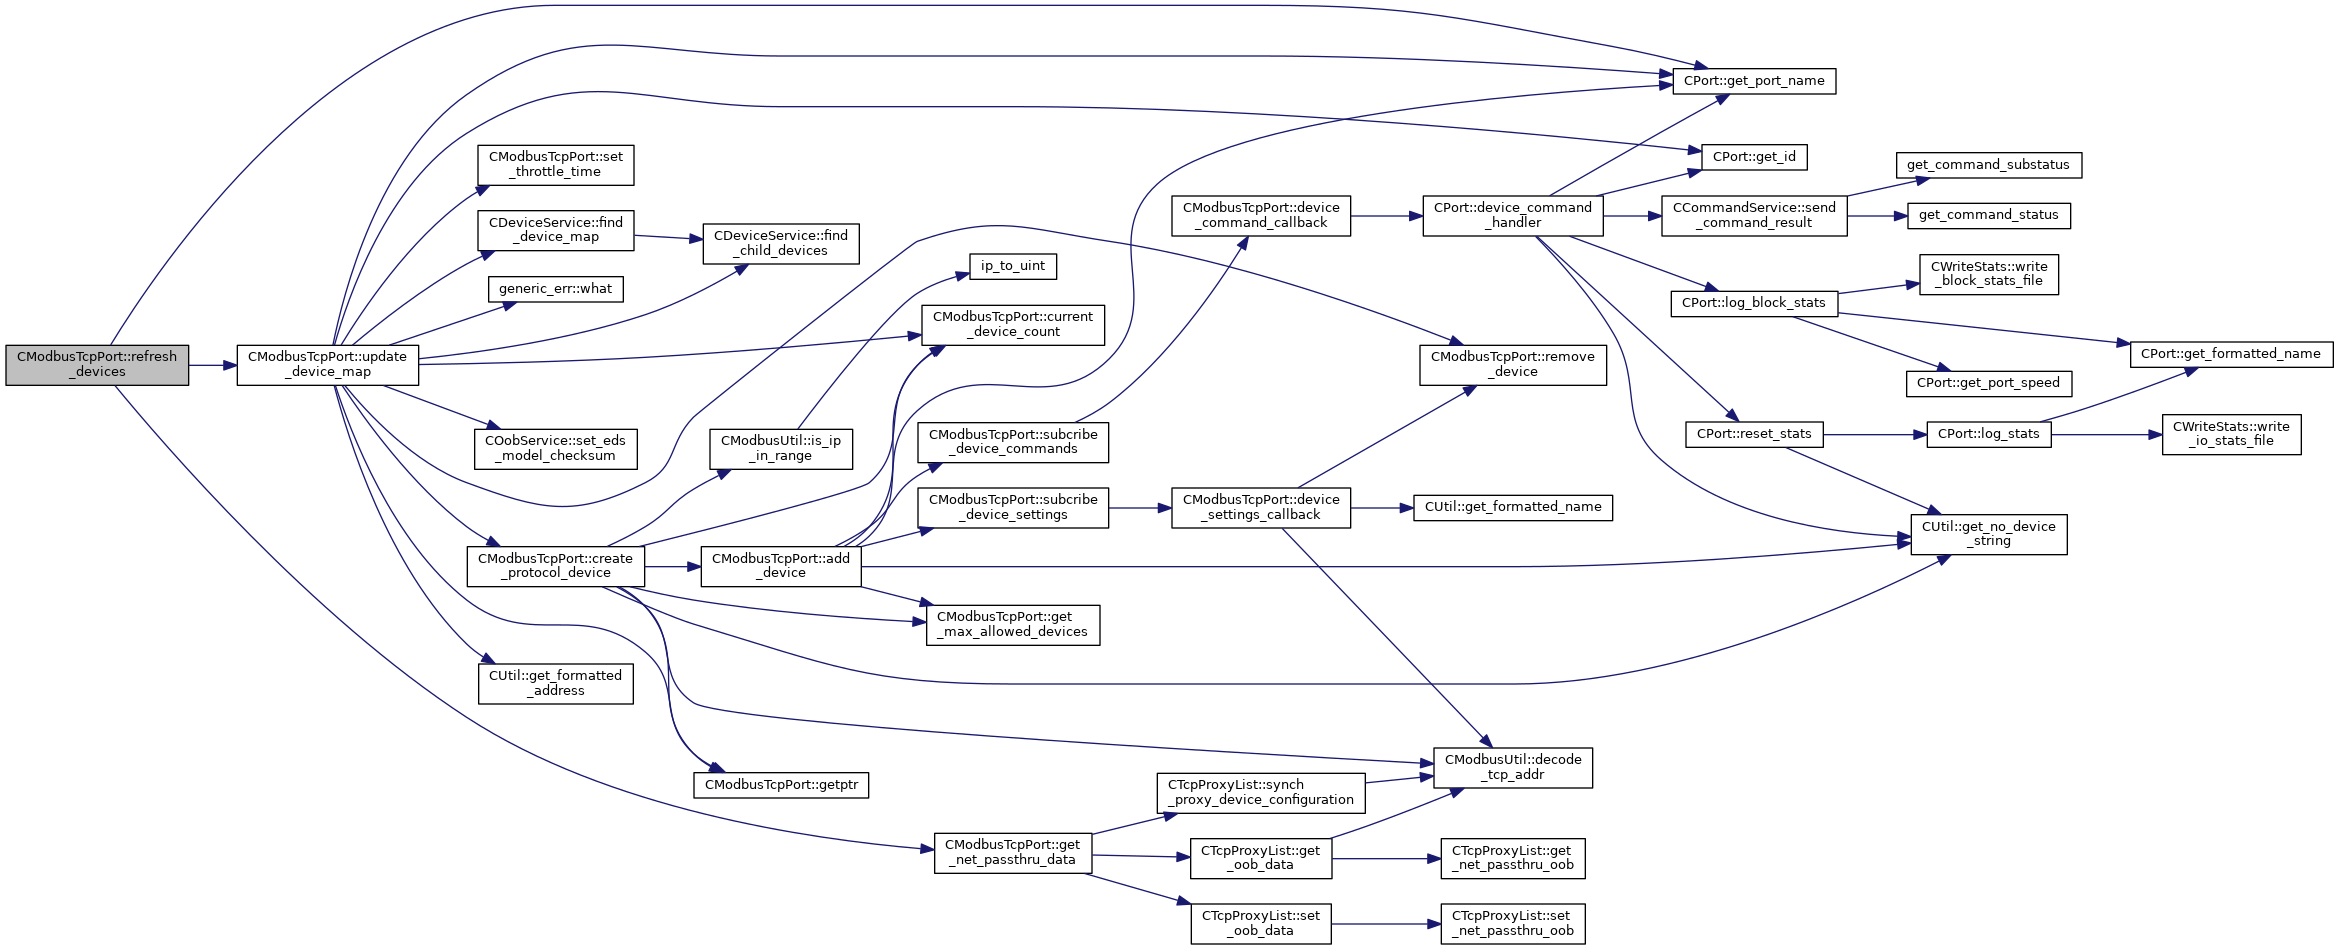 CModbusTcpPort::refresh
_devices
CModbusTcpPort::update
_device_map
CPort::get_port_name
CModbusTcpPort::set
_throttle_time
CDeviceService::find
_device_map
CDeviceService::find
_child_devices
generic_err::what
CModbusTcpPort::current
_device_count
COobService::set_eds
_model_checksum
CModbusTcpPort::create
_protocol_device
CUtil::get_formatted
_address
CModbusTcpPort::getptr
CModbusUtil::is_ip
_in_range
ip_to_uint
CModbusTcpPort::add
_device
CModbusTcpPort::subcribe
_device_commands
CModbusTcpPort::subcribe
_device_settings
CModbusTcpPort::get
_max_allowed_devices
CModbusTcpPort::device
_command_callback
CModbusTcpPort::device
_settings_callback
CPort::device_command
_handler
CPort::get_id
CCommandService::send
_command_result
get_command_substatus
get_command_status
CPort::log_block_stats
CWriteStats::write
_block_stats_file
CPort::get_formatted_name
CPort::get_port_speed
CPort::reset_stats
CPort::log_stats
CWriteStats::write
_io_stats_file
CUtil::get_no_device
_string
CModbusTcpPort::remove
_device
CUtil::get_formatted_name
CModbusUtil::decode
_tcp_addr
CModbusTcpPort::get
_net_passthru_data
CTcpProxyList::synch
_proxy_device_configuration
CTcpProxyList::get
_oob_data
CTcpProxyList::get
_net_passthru_oob
CTcpProxyList::set
_oob_data
CTcpProxyList::set
_net_passthru_oob